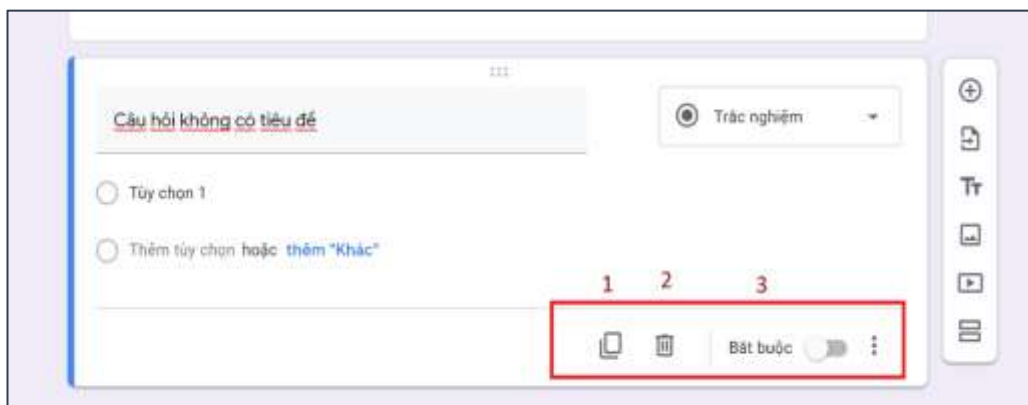 Câu hỏi không có tiêu đề
Trắc nghiệm
Tт
Tùy chọn 1
Thêm tùy chọn hoặc thêm "Khác"
1 2 3
Bắt buộc